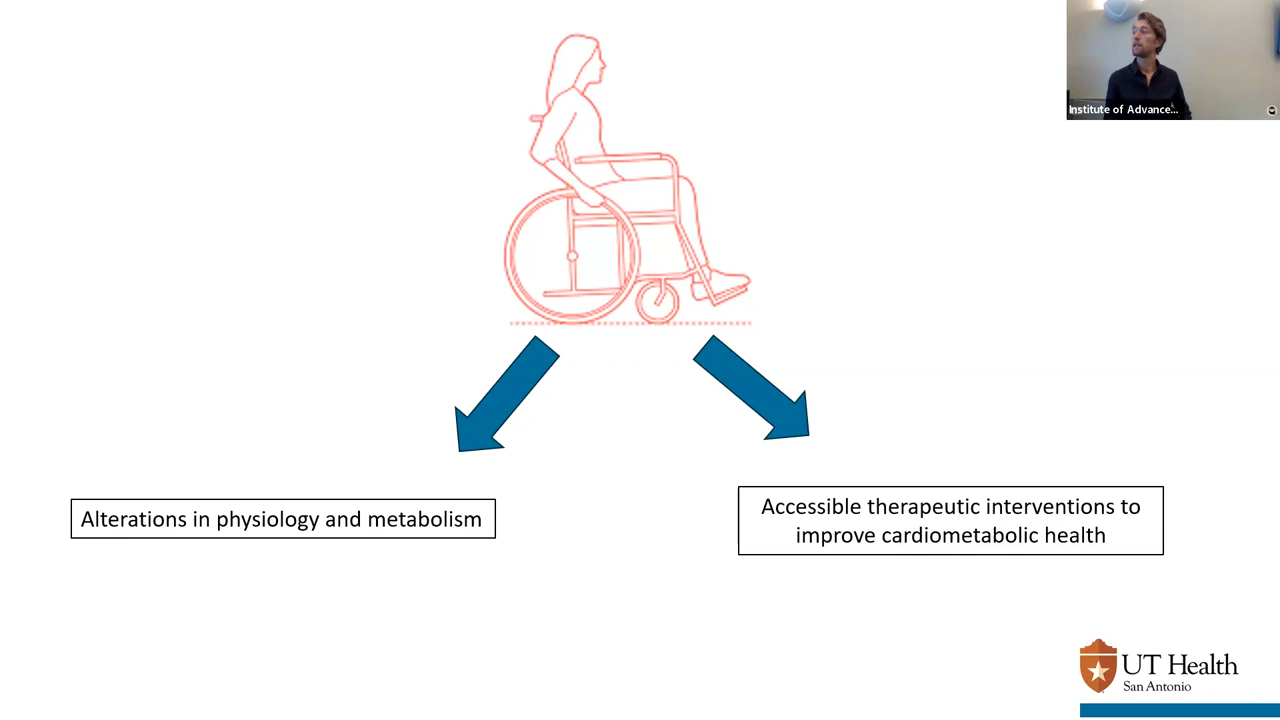 Institute of Advance...
Alterations in physiology and metabolism
Accessible therapeutic interventions to
improve cardiometabolic health
UT Health
San Antonio